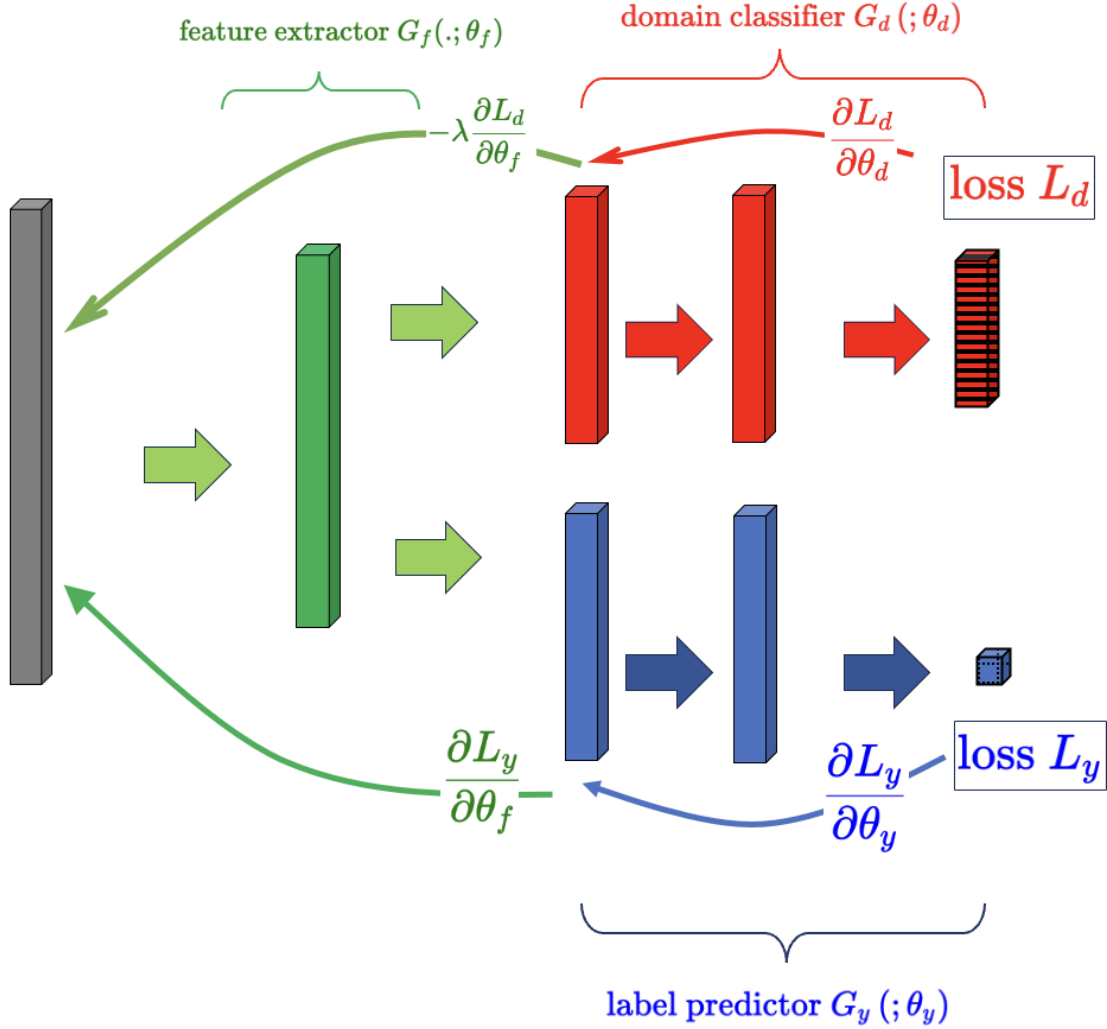 feature extractor G_f(.; θ_f)
domain classifier G_d (; θ_d)
−λ ∂L_d/∂θ_f
∂L_d/∂θ_d
loss L_d
∂L_y/∂θ_f
∂L_y/∂θ_y
loss L_y
label predictor G_y (; θ_y)